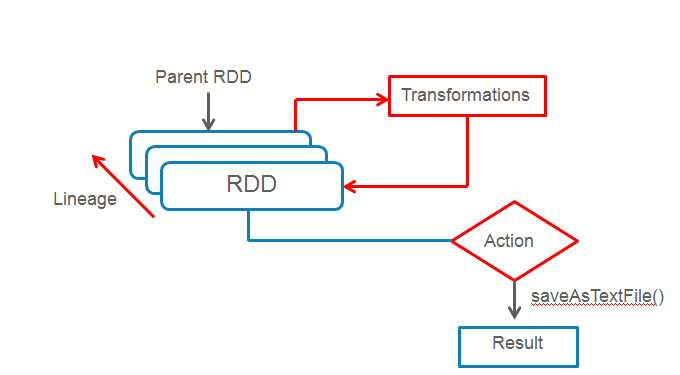 Parent RDD
Transformations
RDD
Lineage
Action
saveAsTextFile()
Result